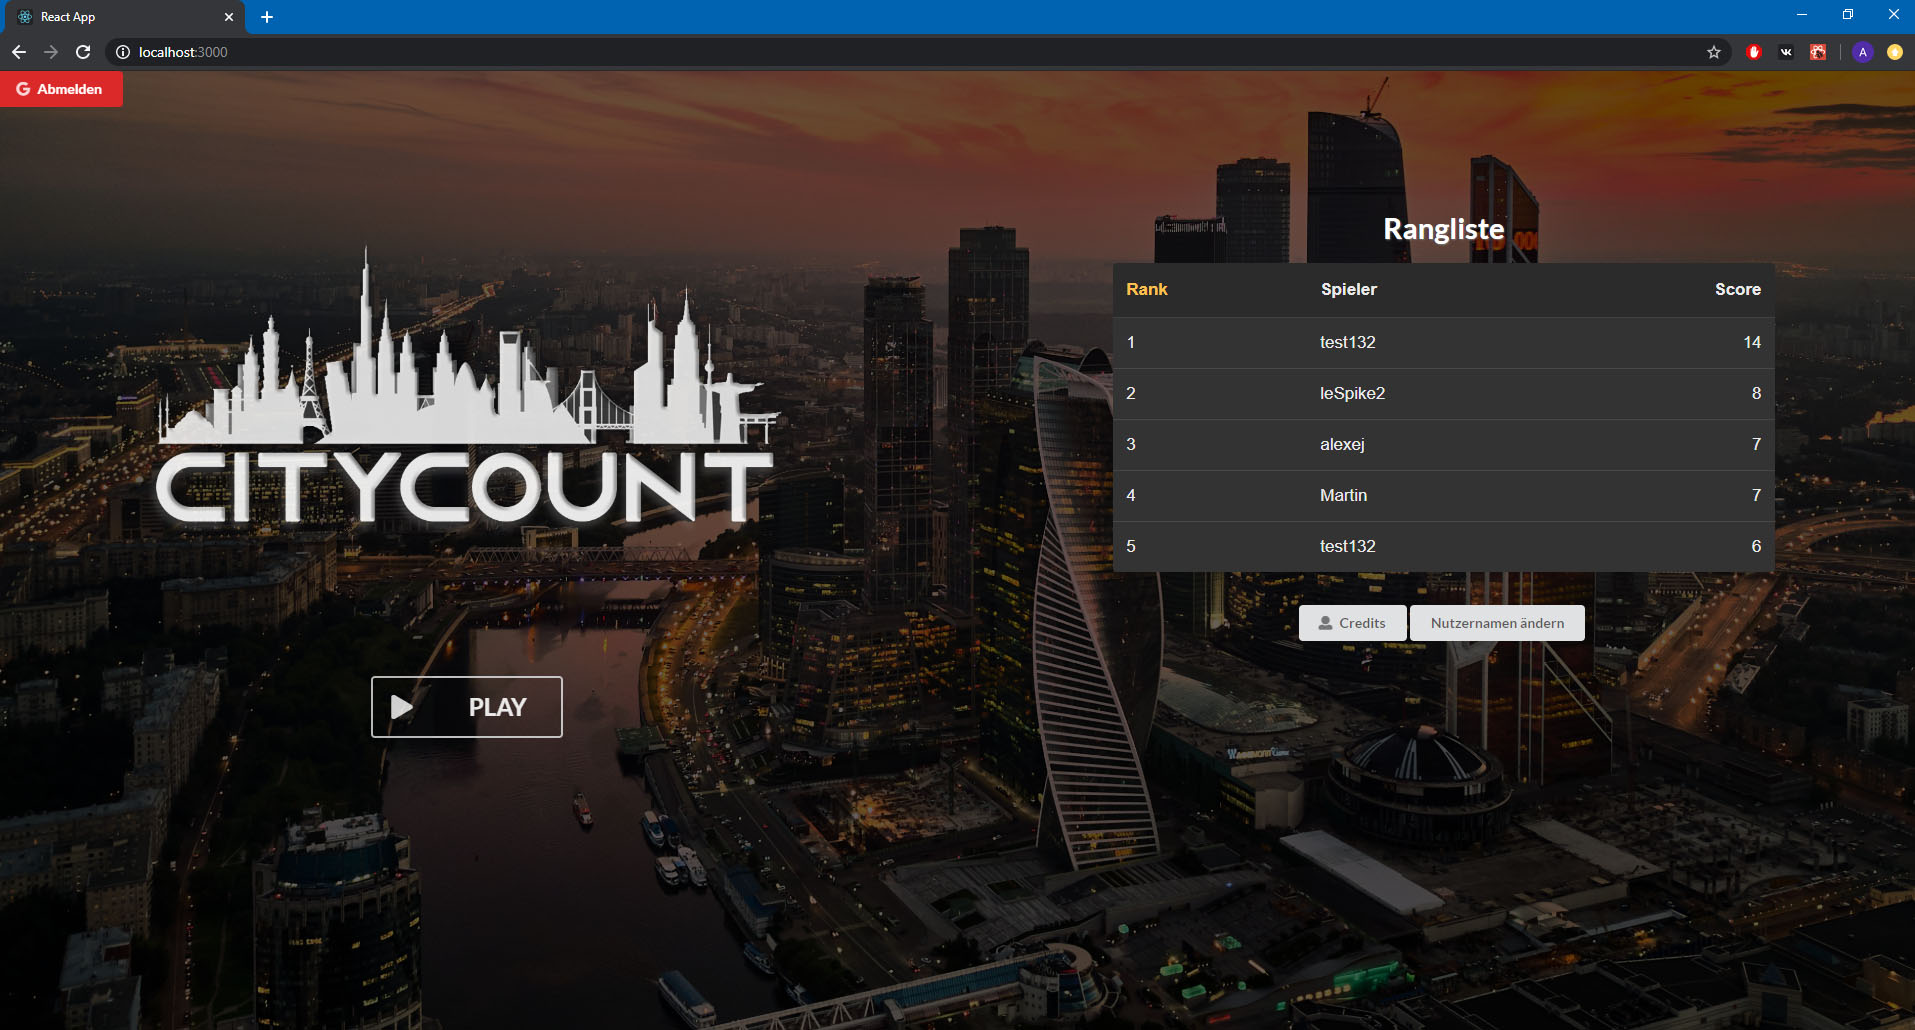 React App
localhost:3000
A
Abmelden
CITYCOUNT
PLAY
Rangliste
Rank Spieler Score
1 test132 14
2 leSpike2 8
3 alexej 7
4 Martin 7
5 test132 6
Credits
Nutzernamen ändern